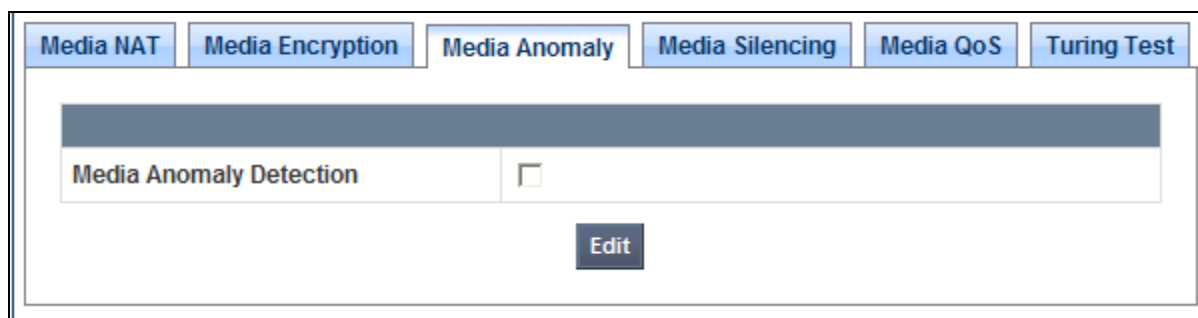 Media NAT Media Encryption Media Anomaly Media Silencing Media QoS Turing Test
Media Anomaly Detection
Edit